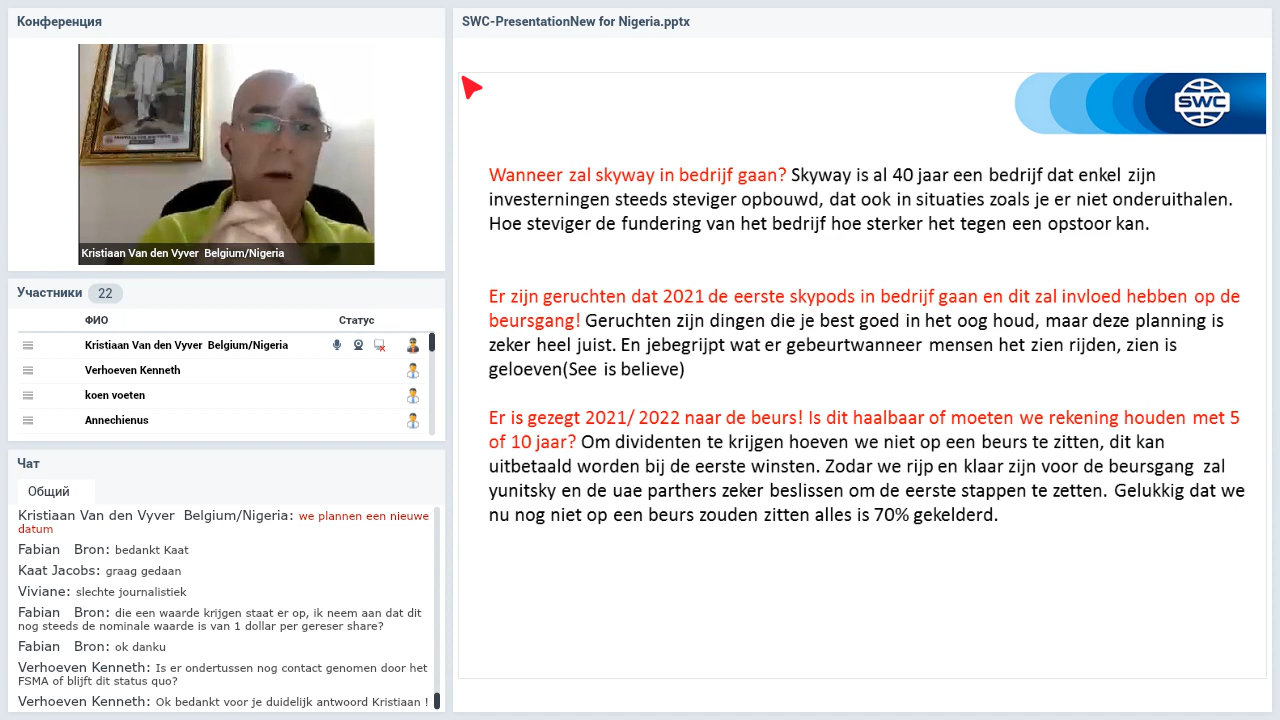 Конференция
Kristiaan Van den Vyver Belgium/Nigeria
Участники 22
ФИО Статус
Kristiaan Van den Vyver Belgium/Nigeria
Verhoeven Kenneth
koen voeten
Annechienus
Чат
Общий
Kristiaan Van den Vyver Belgium/Nigeria: we plannen een nieuwe
datum
Fabian Bron: bedankt Kaat
Kaat Jacobs: graag gedaan
Viviane: slechte journalistiek
Fabian Bron: die een waarde krijgen staat er op, ik neem aan dat dit
nog steeds de nominale waarde is van 1 dollar per gereser share?
Fabian Bron: ok danku
Verhoeven Kenneth: Is er ondertussen nog contact genomen door het
FSMA of blijft dit status quo?
Verhoeven Kenneth: Ok bedankt voor je duidelijk antwoord Kristiaan !
SWC-PresentationNew for Nigeria.pptx
SWC
Wanneer zal skyway in bedrijf gaan? Skyway is al 40 jaar een bedrijf dat enkel zijn
investerningen steeds steviger opbouwd, dat ook in situaties zoals je er niet onderuithalen.
Hoe steviger de fundering van het bedrijf hoe sterker het tegen een opstoor kan.
Er zijn geruchten dat 2021 de eerste skypods in bedrijf gaan en dit zal invloed hebben op de
beursgang! Geruchten zijn dingen die je best goed in het oog houd, maar deze planning is
zeker heel juist. En jebegrijpt wat er gebeurtwanneer mensen het zien rijden, zien is
geloeven(See is believe)
Er is gezegt 2021/ 2022 naar de beurs! Is dit haalbaar of moeten we rekening houden met 5
of 10 jaar? Om dividenten te krijgen hoeven we niet op een beurs te zitten, dit kan
uitbetaald worden bij de eerste winsten. Zodar we rijp en klaar zijn voor de beursgang zal
yunitsky en de uae parthers zeker beslissen om de eerste stappen te zetten. Gelukkig dat we
nu nog niet op een beurs zouden zitten alles is 70% gekelderd.